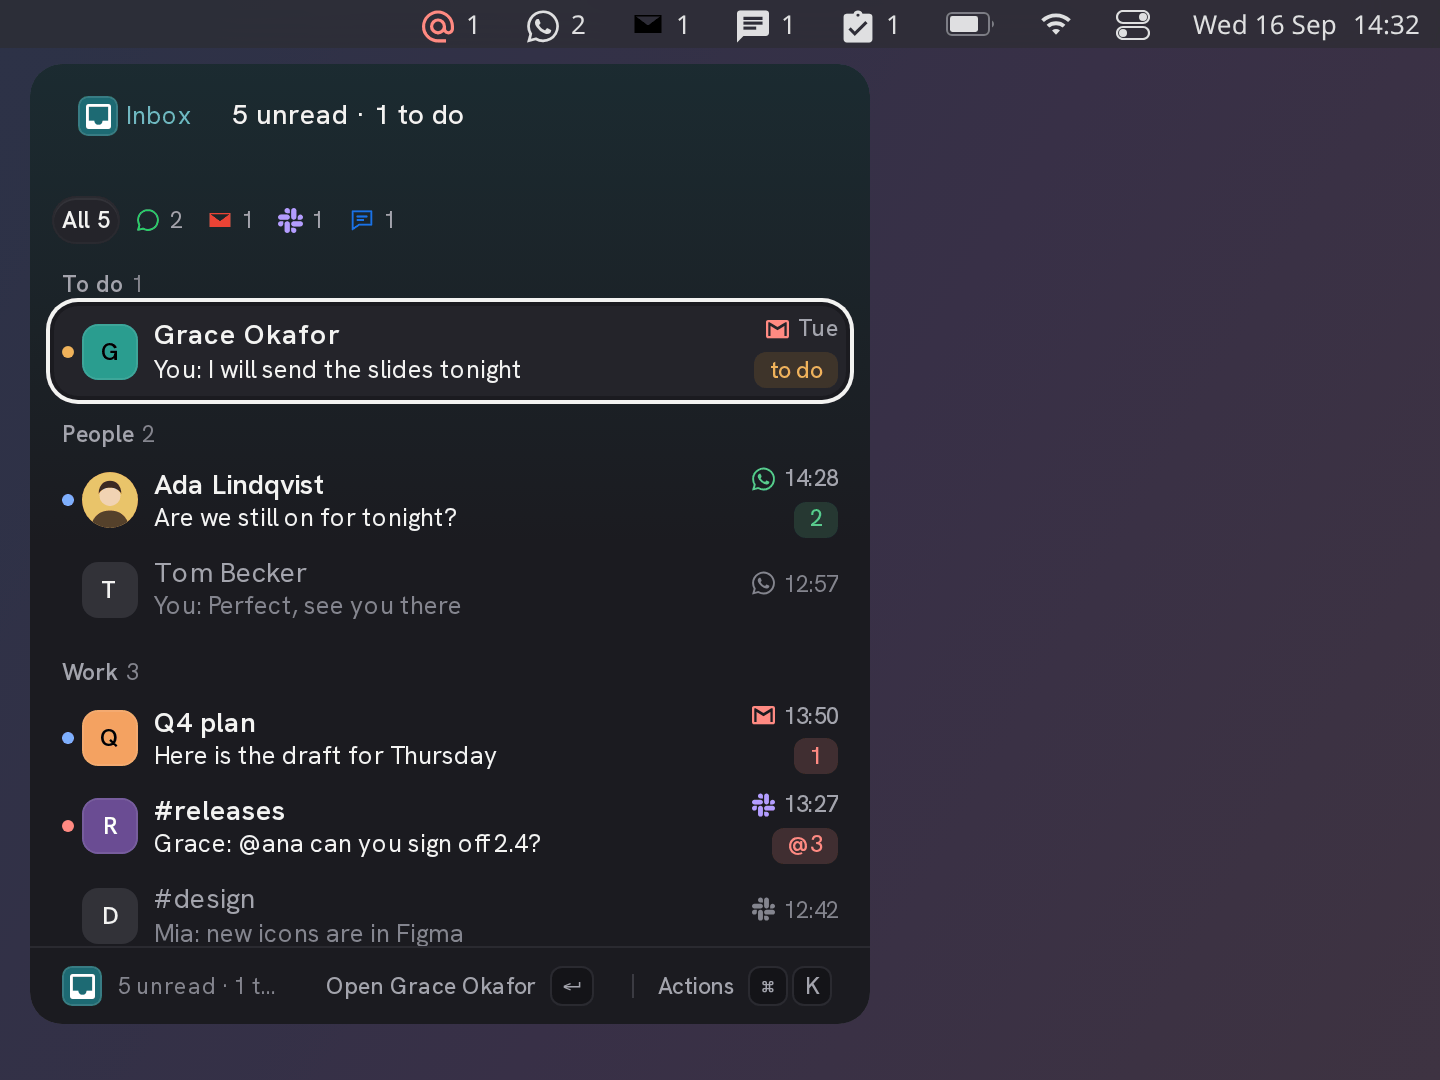 1 2 1 1 1 Wed 16 Sep 14:32
Inbox 5 unread · 1 to do
All 5 2 1 1 1
To do 1
G Grace Okafor Tue
You: I will send the slides tonight to do
People 2
Ada Lindqvist 14:28
Are we still on for tonight? 2
T Tom Becker 12:57
You: Perfect, see you there
Work 3
Q Q4 plan 13:50
Here is the draft for Thursday 1
R #releases 13:27
Grace: @ana can you sign off 2.4? @3
D #design 12:42
Mia: new icons are in Figma
5 unread · 1 t… Open Grace Okafor ↵ Actions ⌘ K